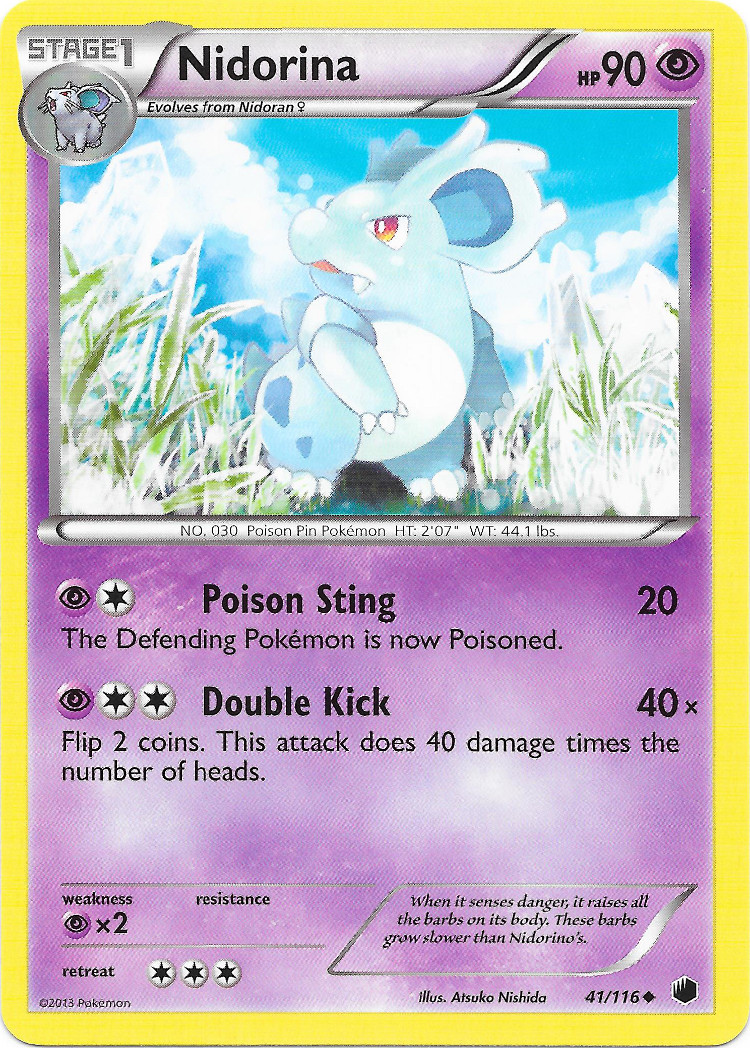 STAGE1
Nidorina
HP90
Evolves from Nidoran♀
NO. 030 Poison Pin Pokémon HT: 2'07" WT: 44.1 lbs.
Poison Sting 20
The Defending Pokémon is now Poisoned.
Double Kick 40×
Flip 2 coins. This attack does 40 damage times the
number of heads.
weakness resistance
×2
When it senses danger, it raises all
the barbs on its body. These barbs
grow slower than Nidorino's.
retreat
©2013 Pokémon
Illus. Atsuko Nishida 41/116